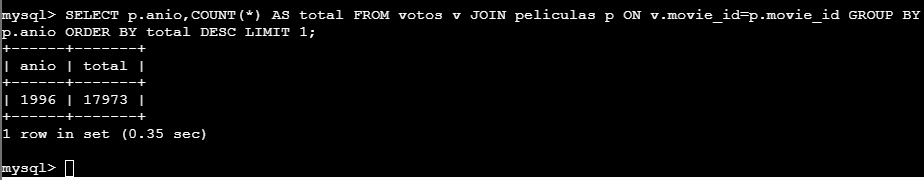 mysql> SELECT p.anio,COUNT(*) AS total FROM votos v JOIN peliculas p ON v.movie_id=p.movie_id GROUP BY
p.anio ORDER BY total DESC LIMIT 1;
+------+-------+
| anio | total |
+------+-------+
| 1996 | 17973 |
+------+-------+
1 row in set (0.35 sec)
mysql>